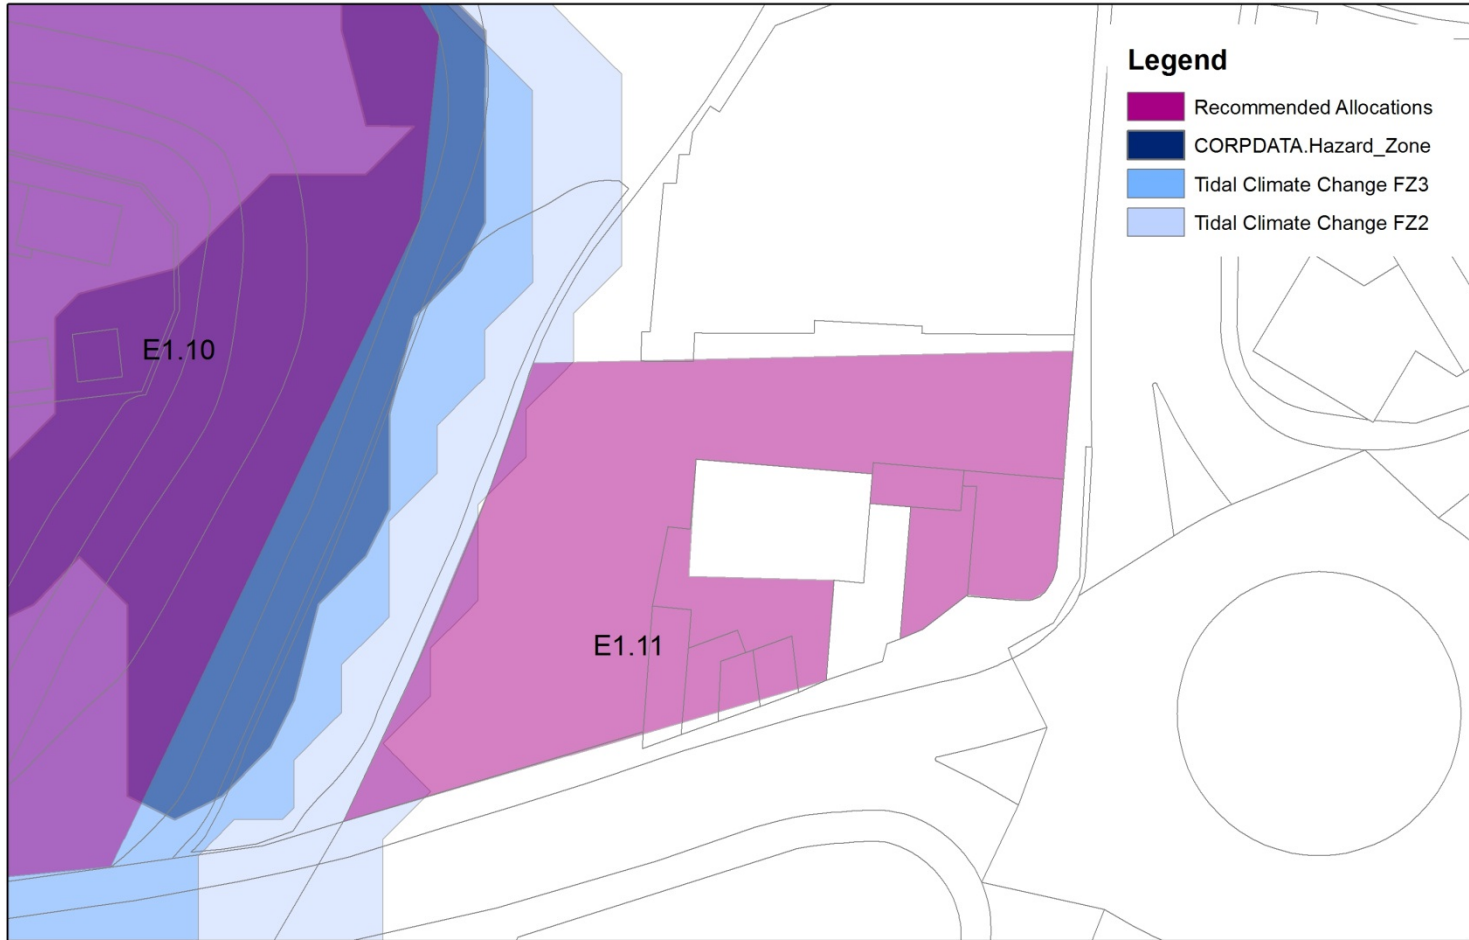 Legend
Recommended Allocations
CORPDATA.Hazard_Zone
Tidal Climate Change FZ3
Tidal Climate Change FZ2
E1.10
E1.11